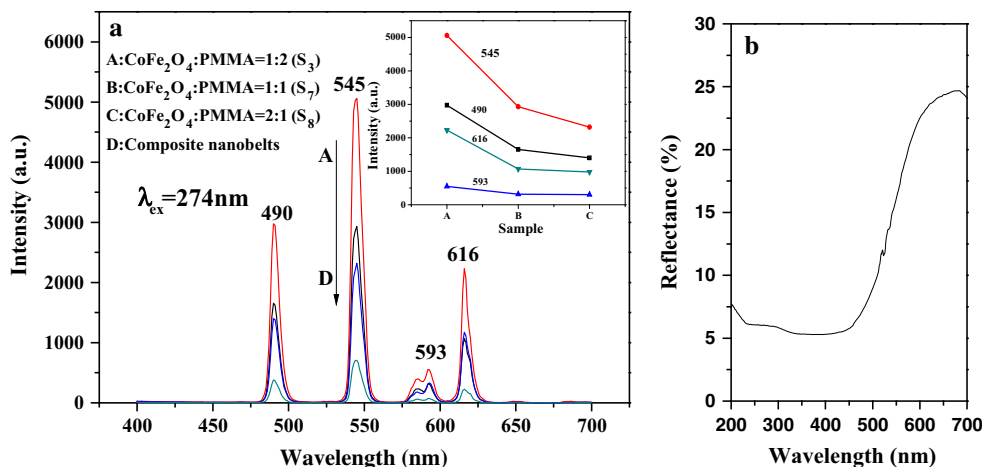 a
A:CoFe₂O₄:PMMA=1:2 (S₃)
B:CoFe₂O₄:PMMA=1:1 (S₇)
C:CoFe₂O₄:PMMA=2:1 (S₈)
D:Composite nanobelts
λex=274nm
490
545
593
616
A
D
Intensity (a.u.)
6000
5000
4000
3000
2000
1000
0
400 450 500 550 600 650 700
Wavelength (nm)
Intensity (a.u.)
5000
4000
3000
2000
1000
0
545
490
616
593
A B C
Sample
b
Reflectance (%)
30
25
20
15
10
5
0
200 300 400 500 600 700
Wavelength (nm)